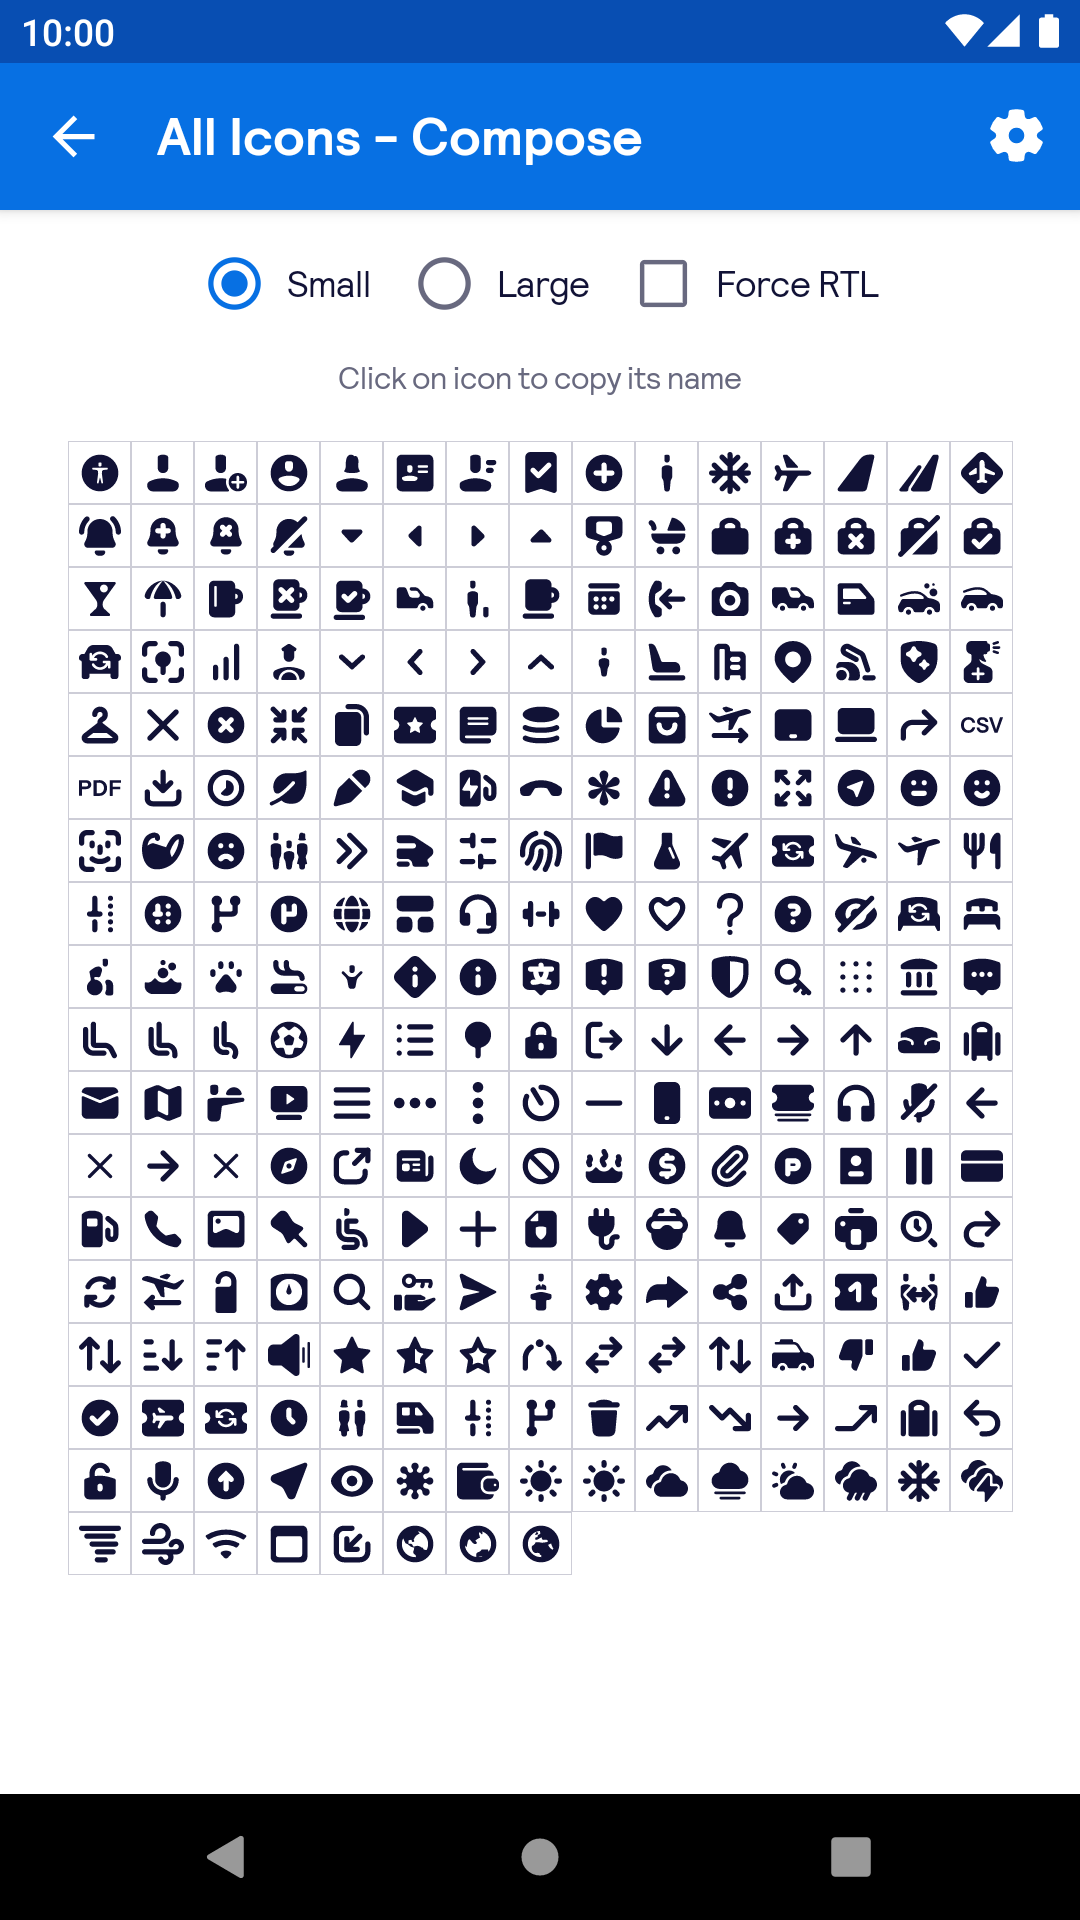 10:00
All Icons - Compose
Small
Large
Force RTL
Click on icon to copy its name
CSV
PDF